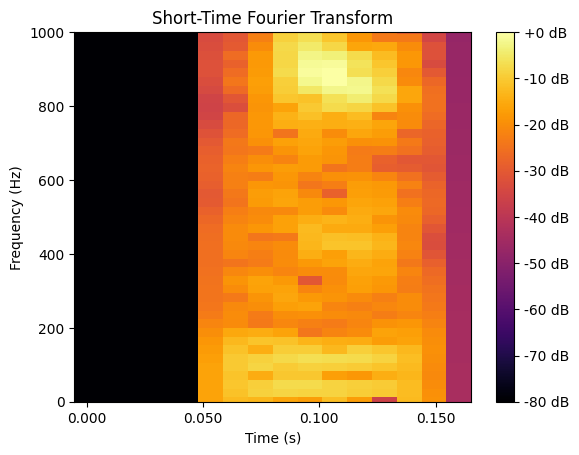 Short-Time Fourier Transform
1000
800
600
400
200
0
Frequency (Hz)
0.000
0.050
0.100
0.150
Time (s)
+0 dB
-10 dB
-20 dB
-30 dB
-40 dB
-50 dB
-60 dB
-70 dB
-80 dB